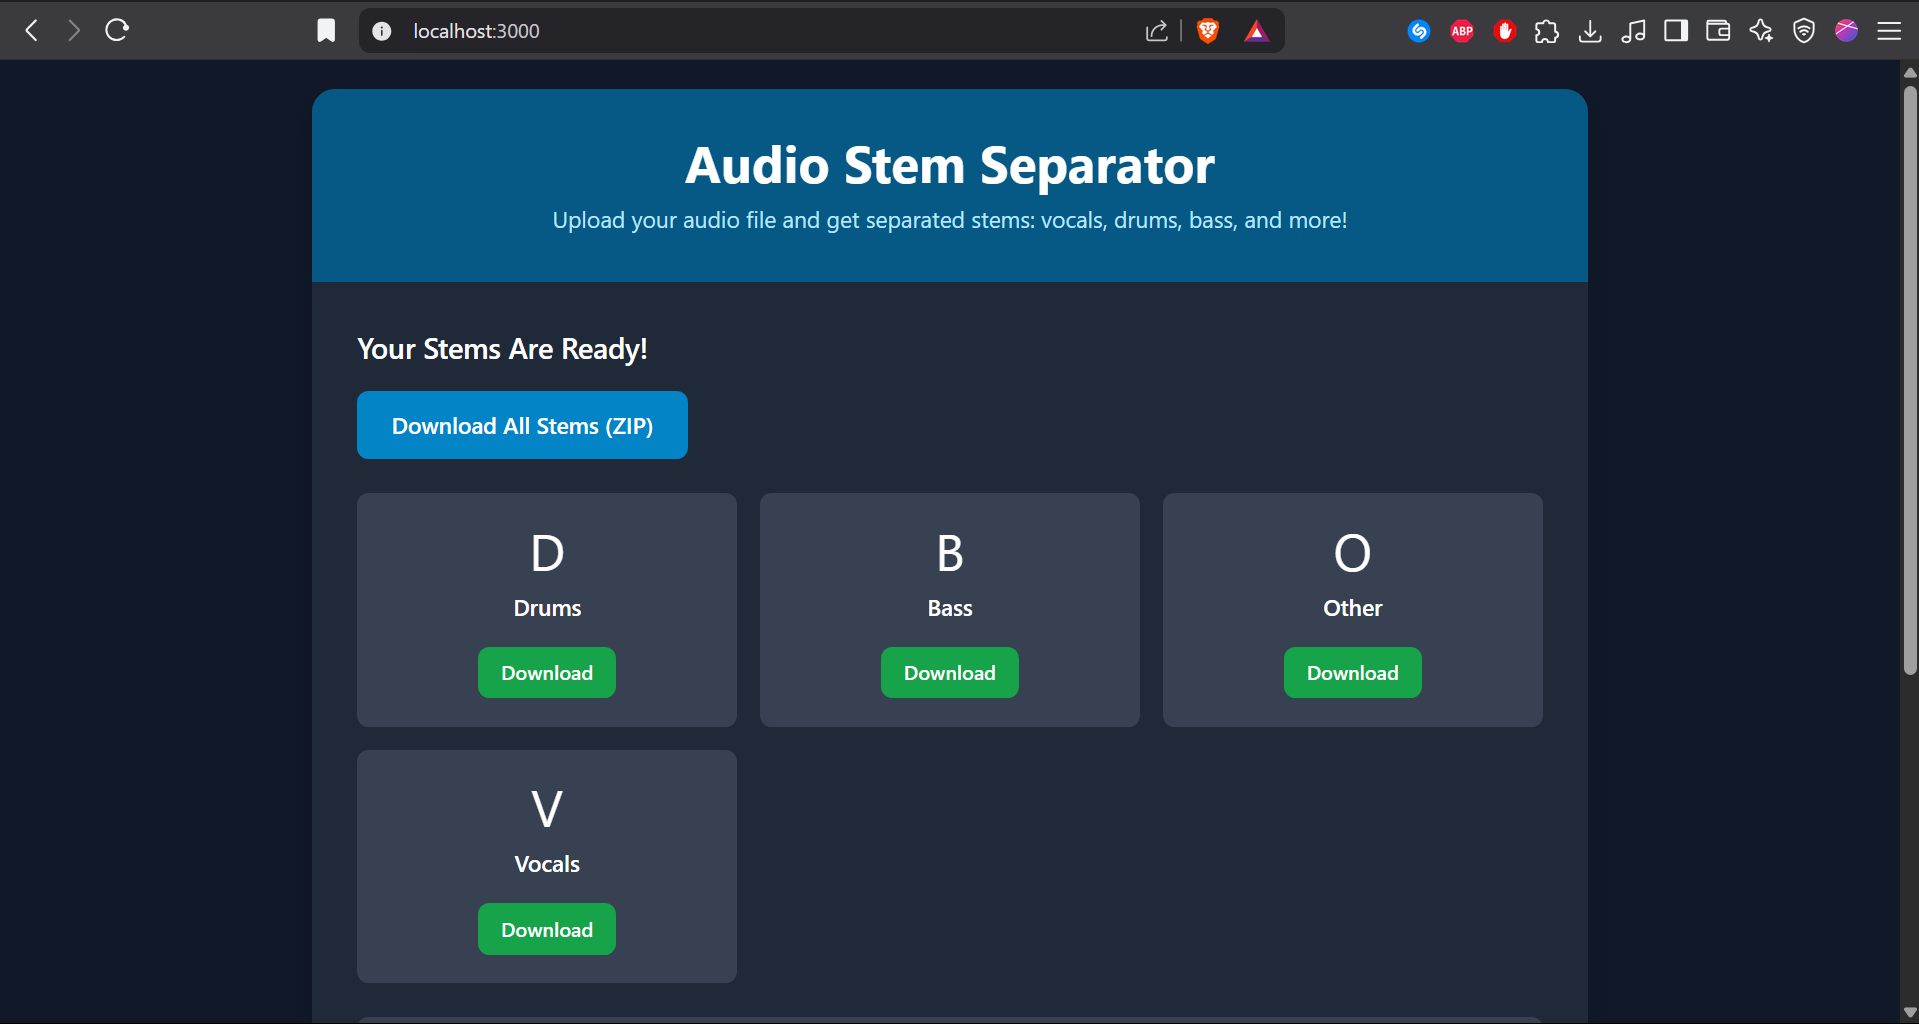 localhost:3000
ABP
Audio Stem Separator
Upload your audio file and get separated stems: vocals, drums, bass, and more!
Your Stems Are Ready!
Download All Stems (ZIP)
D
Drums
Download
B
Bass
Download
O
Other
Download
V
Vocals
Download